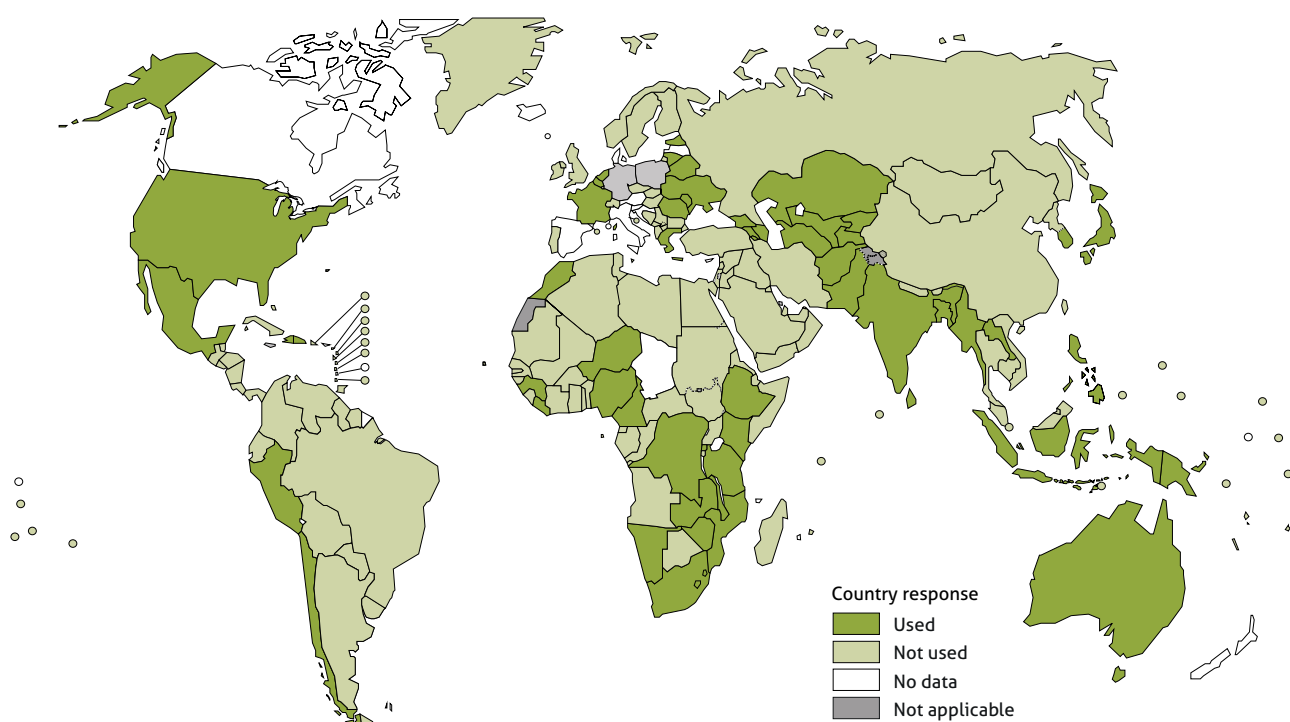 Country response
Used
Not used
No data
Not applicable